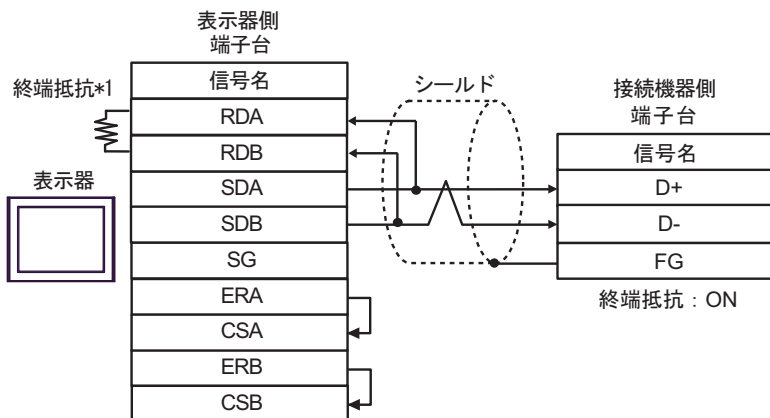 表示器側
端子台
終端抵抗*1
信号名
RDA
RDB
SDA
SDB
SG
ERA
CSA
ERB
CSB
表示器
シールド
接続機器側
端子台
信号名
D+
D-
FG
終端抵抗：ON